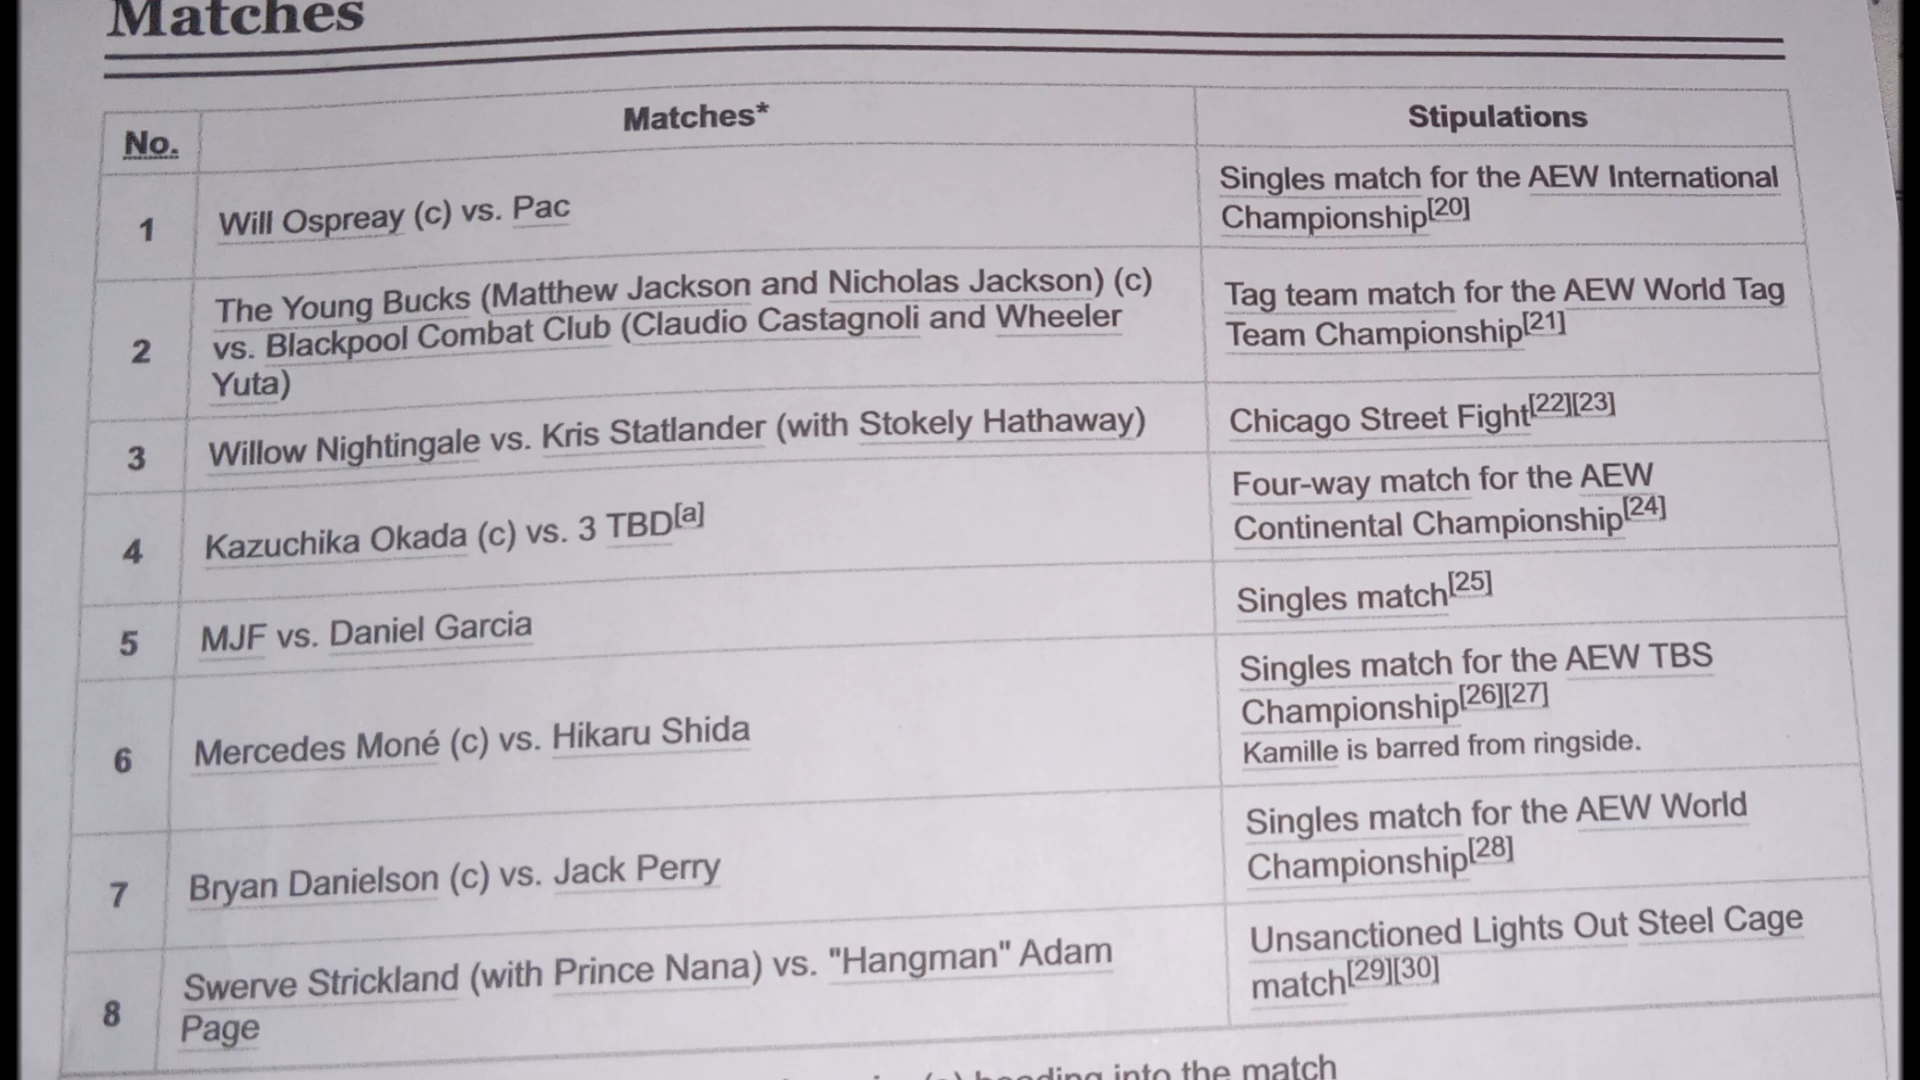 Matches
No.
Matches*
Stipulations
1
Will Ospreay (c) vs. Pac
Singles match for the AEW International
Championship[20]
2
The Young Bucks (Matthew Jackson and Nicholas Jackson) (c)
vs. Blackpool Combat Club (Claudio Castagnoli and Wheeler
Yuta)
Tag team match for the AEW World Tag
Team Championship[21]
3
Willow Nightingale vs. Kris Statlander (with Stokely Hathaway)
Chicago Street Fight[22][23]
4
Kazuchika Okada (c) vs. 3 TBD[a]
Four-way match for the AEW
Continental Championship[24]
5
MJF vs. Daniel Garcia
Singles match[25]
6
Mercedes Moné (c) vs. Hikaru Shida
Singles match for the AEW TBS
Championship[26][27]
Kamille is barred from ringside.
7
Bryan Danielson (c) vs. Jack Perry
Singles match for the AEW World
Championship[28]
8
Swerve Strickland (with Prince Nana) vs. "Hangman" Adam
Page
Unsanctioned Lights Out Steel Cage
match[29][30]
(c) heading into the match